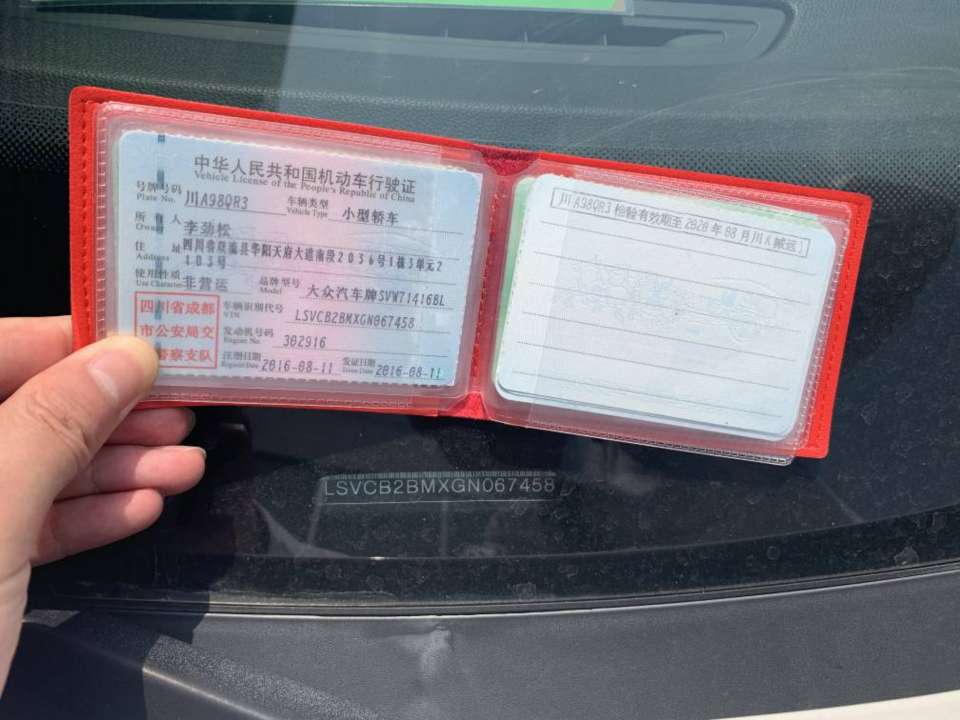 中华人民共和国机动车行驶证
Vehicle License of the People's Republic of China
号牌号码 川A98QR3 车辆类型 小型轿车
Plate No. Vehicle Type
所有人 李劲松
Owner
住址 四川省双流县华阳天府大道南段2036号1栋3单元2
Address 103号
使用性质 非营运 品牌型号 大众汽车牌SVW71416BL
Use Character Model
四川省成都
市公安局交
警察支队
车辆识别代号 LSVCB2BMXGN067458
VIN
发动机号码 302916
Engine No.
注册日期 2016-08-11 发证日期 2016-08-11
Register Date Issue Date
川A98QR3 检验有效期至2020年08月川A
LSVCB2BMXGN067458